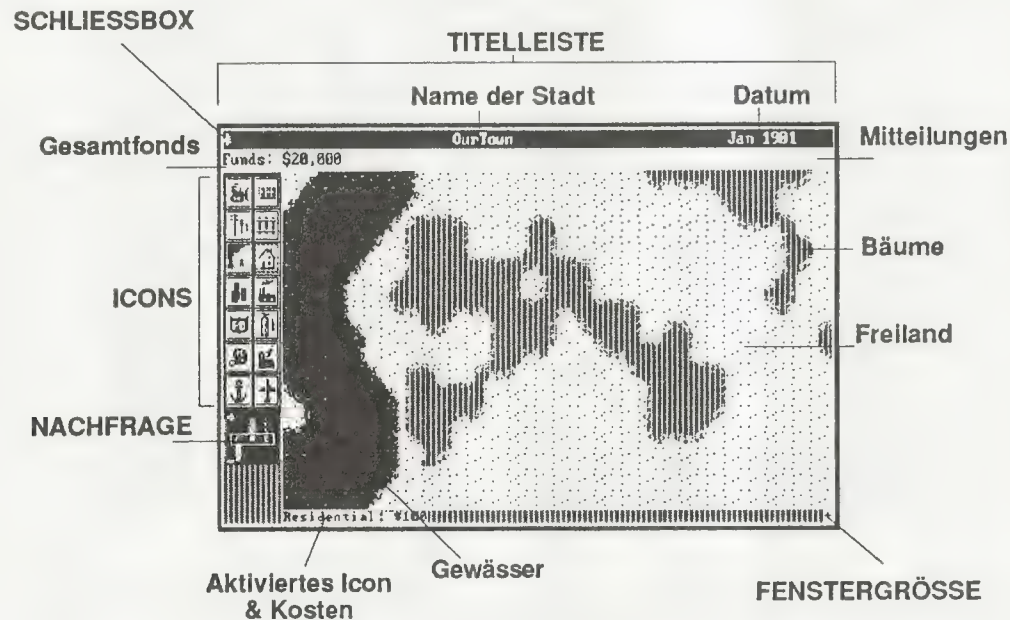 SCHLIESSBOX
TITELLEISTE
Name der Stadt
Datum
Gesamtfonds
OurTown
Jan 1901
Mitteilungen
Funds: $20,000
Bäume
ICONS
Freiland
NACHFRAGE
Residential: $100
Gewässer
Aktiviertes Icon
& Kosten
FENSTERGRÖSSE